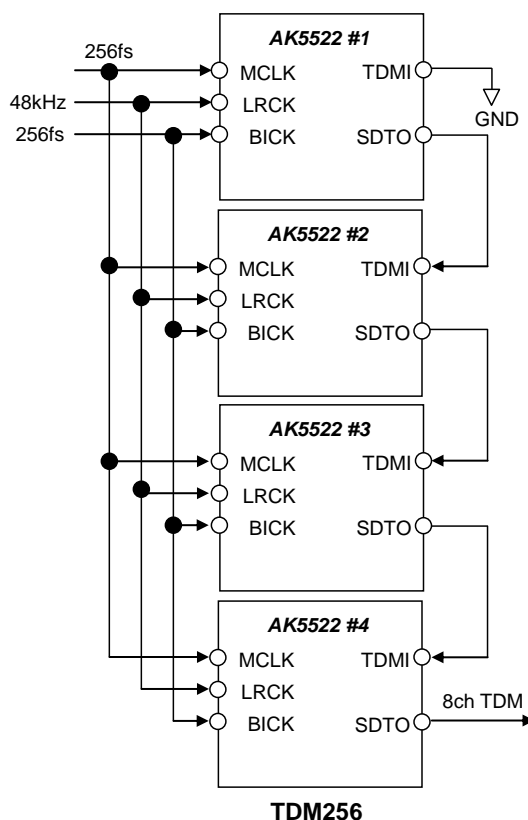 AK5522 #1
256fs
MCLK TDMI
48kHz
LRCK
GND
256fs
BICK SDTO
AK5522 #2
MCLK TDMI
LRCK
BICK SDTO
AK5522 #3
MCLK TDMI
LRCK
BICK SDTO
AK5522 #4
MCLK TDMI
LRCK
8ch TDM
BICK SDTO
TDM256